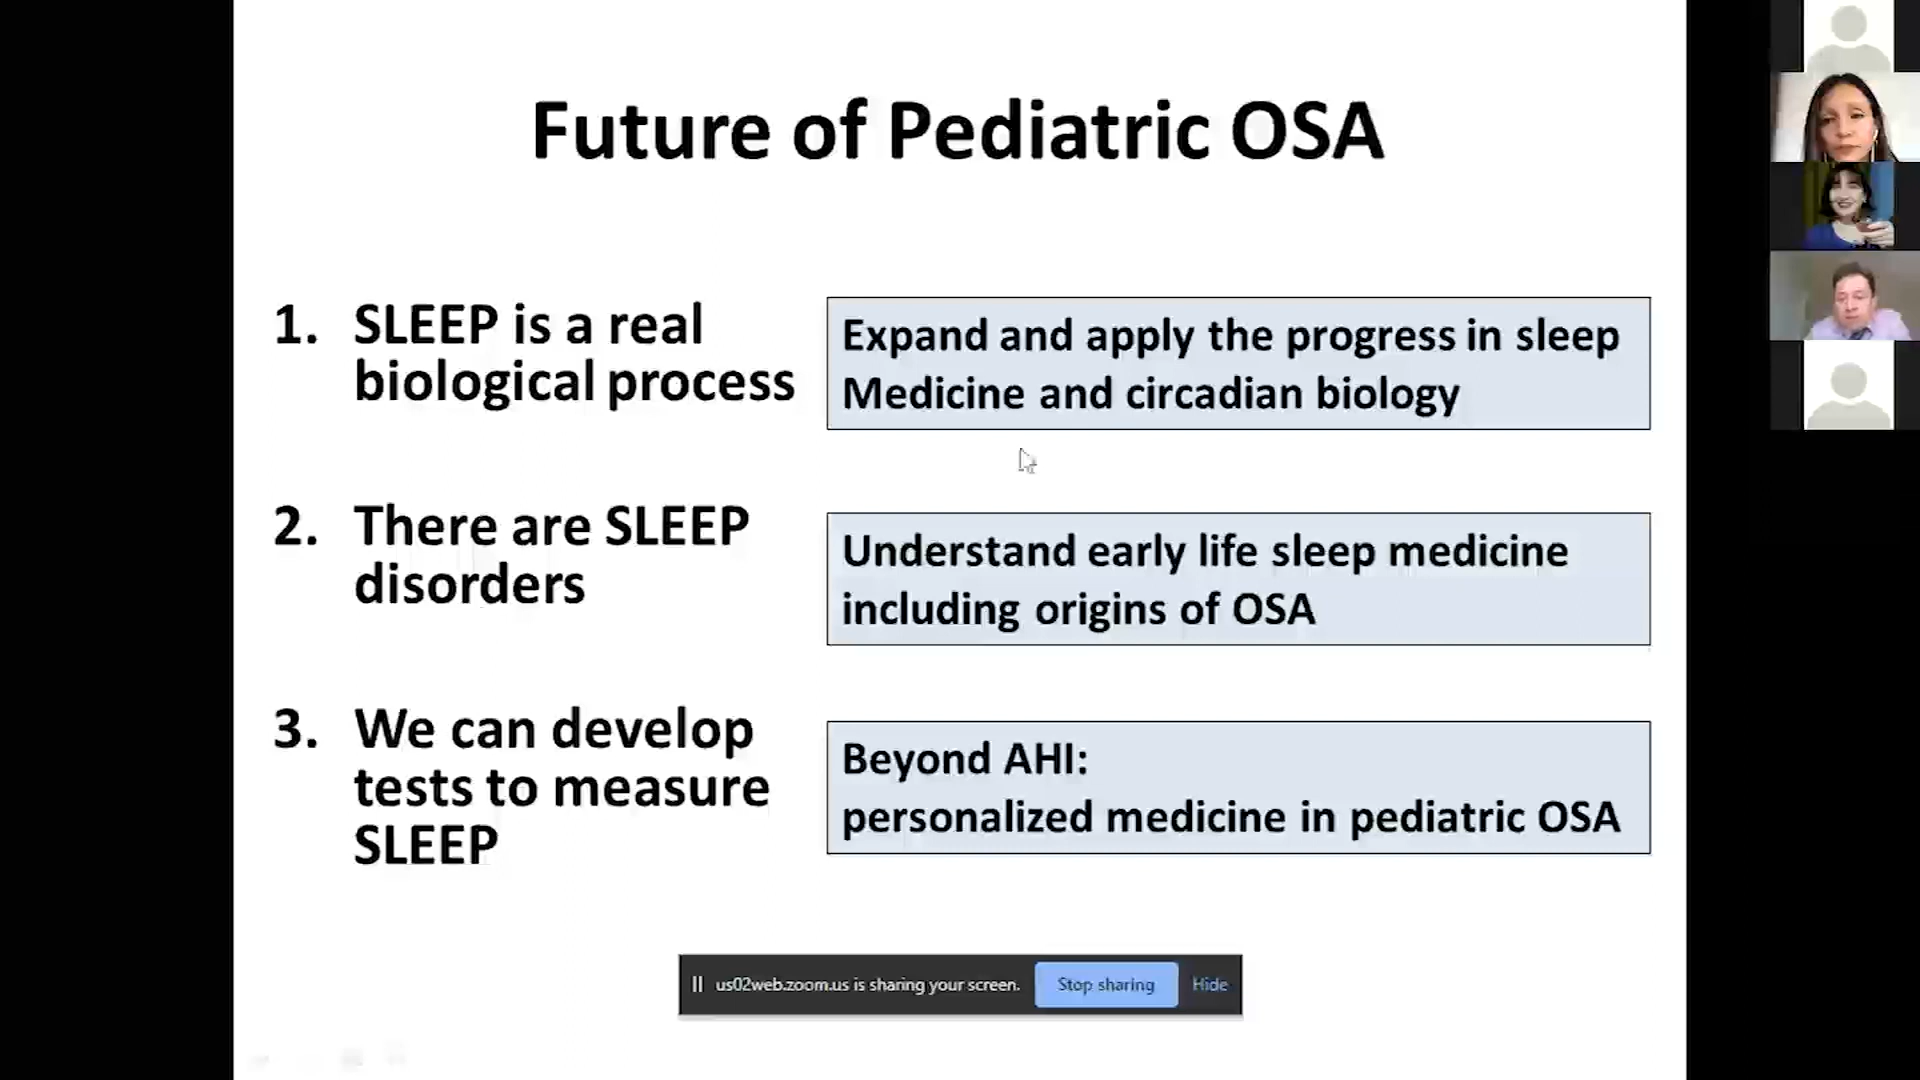 Future of Pediatric OSA
1. SLEEP is a real
biological process
Expand and apply the progress in sleep
Medicine and circadian biology
2. There are SLEEP
disorders
Understand early life sleep medicine
including origins of OSA
3. We can develop
tests to measure
SLEEP
Beyond AHI:
personalized medicine in pediatric OSA
us02web.zoom.us is sharing your screen.
Stop sharing
Hide